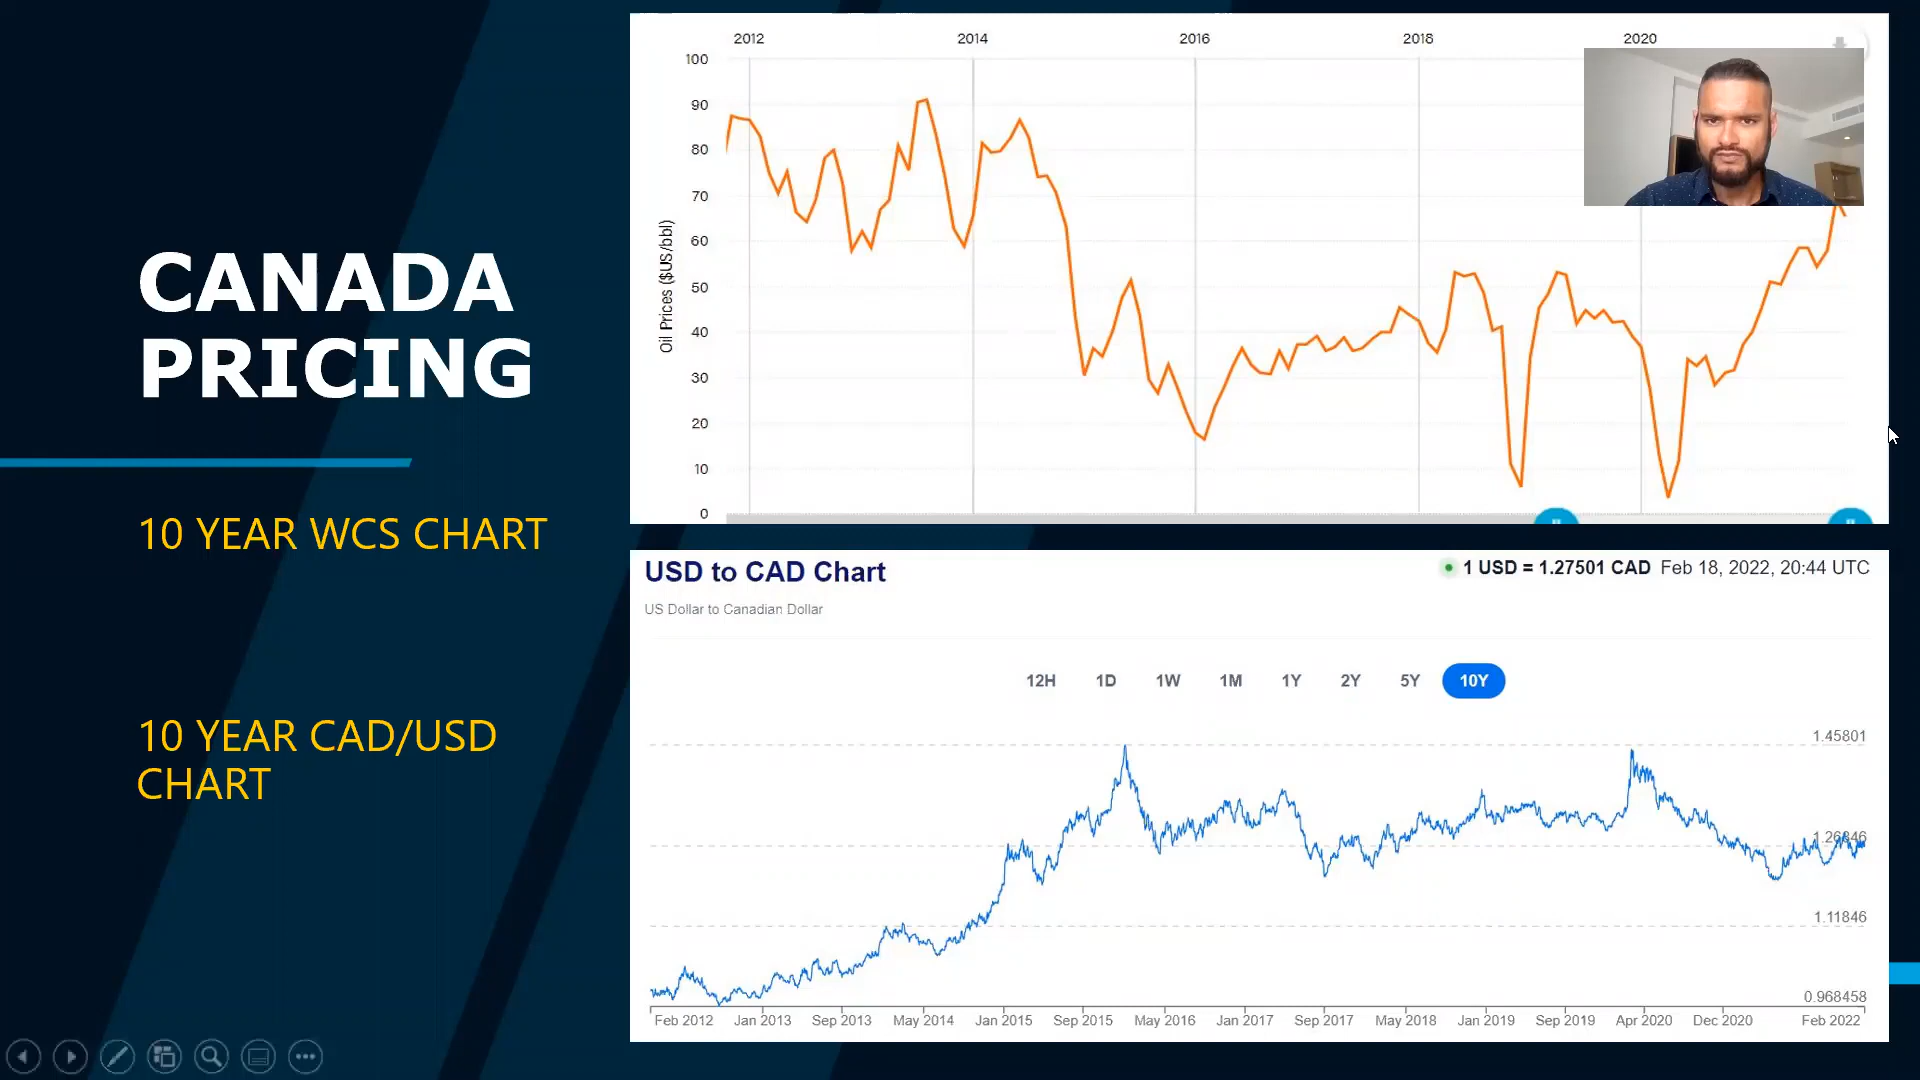 CANADA
PRICING
10 YEAR WCS CHART
10 YEAR CAD/USD
CHART
2012 2014 2016 2018 2020
100
90
80
70
60
50
40
30
20
10
0
Oil Prices ($US/bbl)
USD to CAD Chart
1 USD = 1.27501 CAD Feb 18, 2022, 20:44 UTC
US Dollar to Canadian Dollar
12H 1D 1W 1M 1Y 2Y 5Y 10Y
1.45801
1.26846
1.11846
0.968458
Feb 2012 Jan 2013 Sep 2013 May 2014 Jan 2015 Sep 2015 May 2016 Jan 2017 Sep 2017 May 2018 Jan 2019 Sep 2019 Apr 2020 Dec 2020 Feb 2022